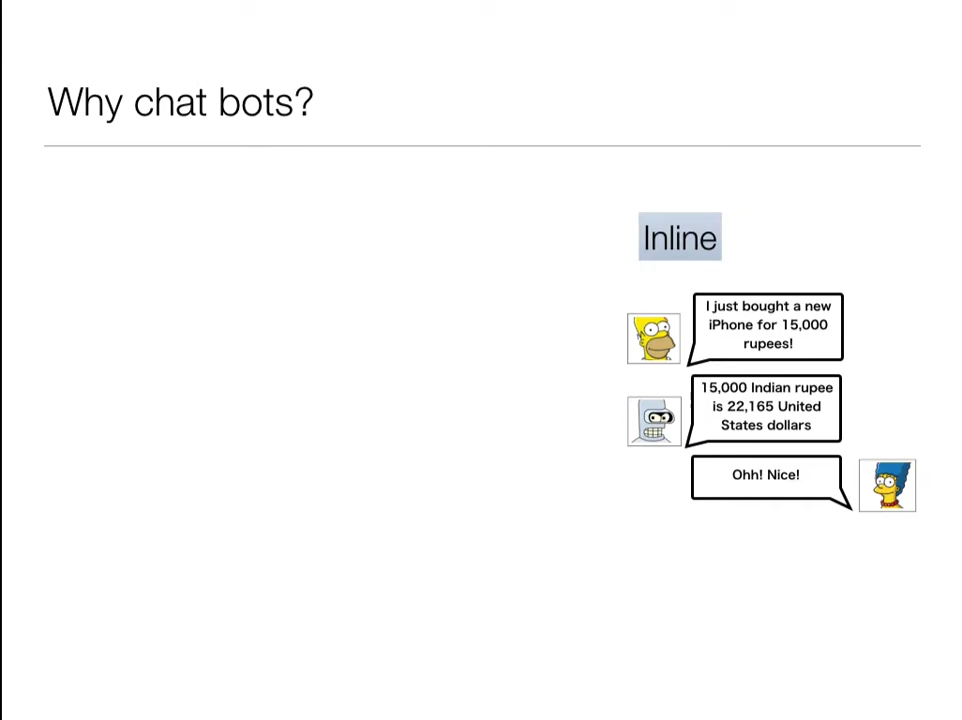 Why chat bots?
Inline
I just bought a new
iPhone for 15,000
rupees!
15,000 Indian rupee
is 22,165 United
States dollars
Ohh! Nice!